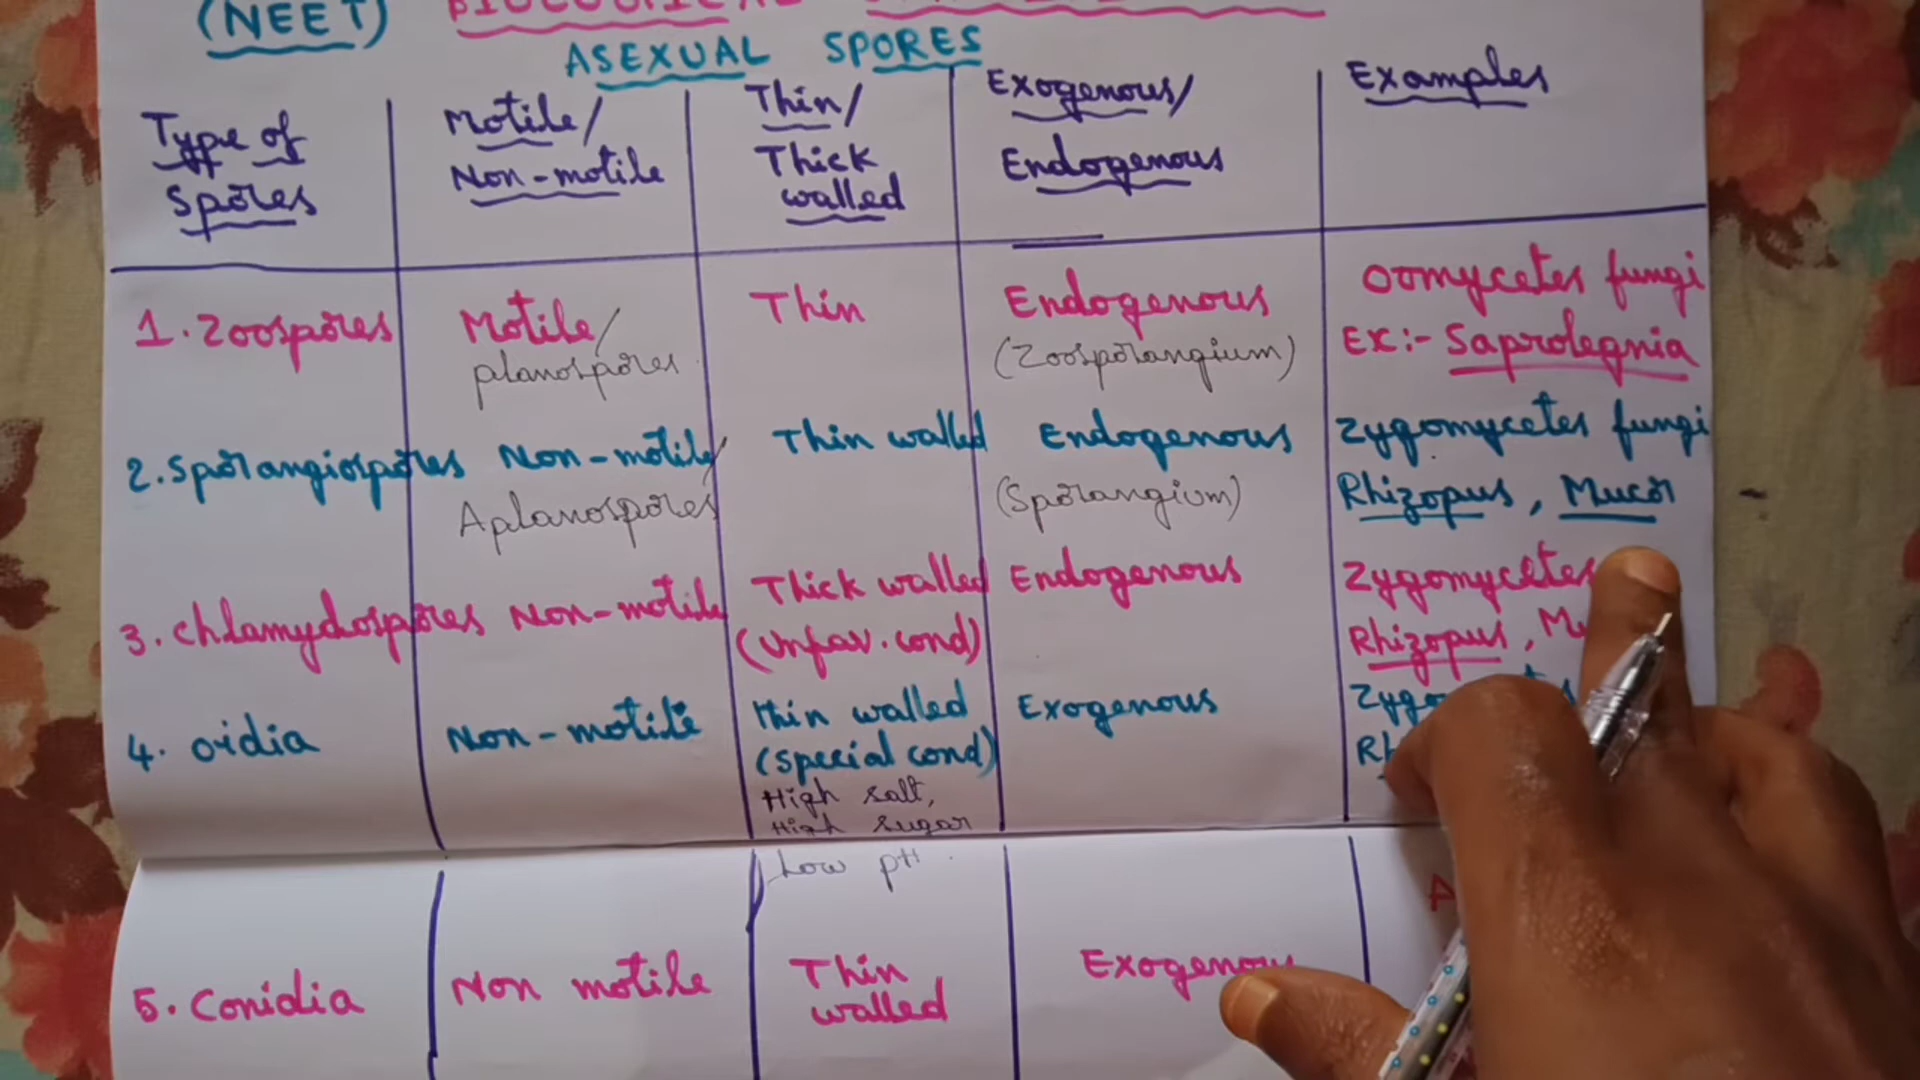 (NEET)
ASEXUAL SPORES
Type of
Spores
Motile/
Non-motile
Thin/
Thick
walled
Exogenous/
Endogenous
Examples
1. Zoospores
Motile/
planospores
Thin
Endogenous
(Zoosporangium)
Oomycetes fungi
Ex:- Saprolegnia
2. Sporangiospores
Non-motile/
Aplanospores
Thin walled
Endogenous
(Sporangium)
Zygomycetes fungi
Rhizopus, Mucor
3. Chlamydospores
Non-motile
Thick walled
(Unfav. cond)
Endogenous
Zygomycetes
Rhizopus,
4. Oidia
Non-motile
Thin walled
(special cond)
High salt,
High sugar
Low pH
Exogenous
5. Conidia
Non motile
Thin
walled
Exogenous